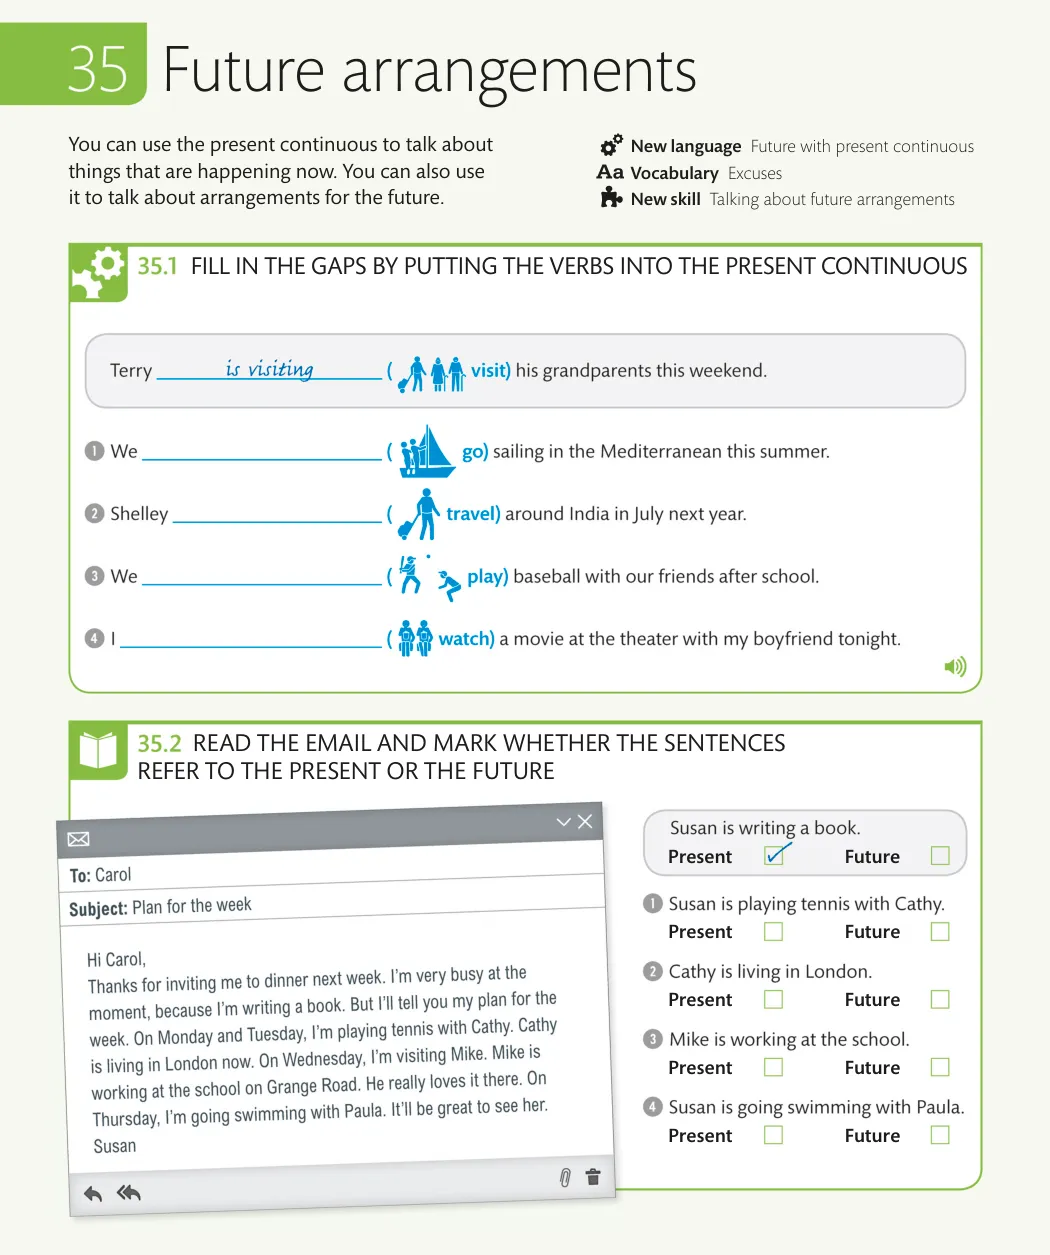 35 Future arrangements
You can use the present continuous to talk about
things that are happening now. You can also use
it to talk about arrangements for the future.
New language Future with present continuous
Aa Vocabulary Excuses
New skill Talking about future arrangements
35.1 FILL IN THE GAPS BY PUTTING THE VERBS INTO THE PRESENT CONTINUOUS
Terry is visiting ( visit) his grandparents this weekend.
1 We ( go) sailing in the Mediterranean this summer.
2 Shelley ( travel) around India in July next year.
3 We ( play) baseball with our friends after school.
4 I ( watch) a movie at the theater with my boyfriend tonight.
35.2 READ THE EMAIL AND MARK WHETHER THE SENTENCES
REFER TO THE PRESENT OR THE FUTURE
To: Carol
Subject: Plan for the week
Hi Carol,
Thanks for inviting me to dinner next week. I'm very busy at the
moment, because I'm writing a book. But I'll tell you my plan for the
week. On Monday and Tuesday, I'm playing tennis with Cathy. Cathy
is living in London now. On Wednesday, I'm visiting Mike. Mike is
working at the school on Grange Road. He really loves it there. On
Thursday, I'm going swimming with Paula. It'll be great to see her.
Susan
Susan is writing a book.
Present Future
1 Susan is playing tennis with Cathy.
Present Future
2 Cathy is living in London.
Present Future
3 Mike is working at the school.
Present Future
4 Susan is going swimming with Paula.
Present Future